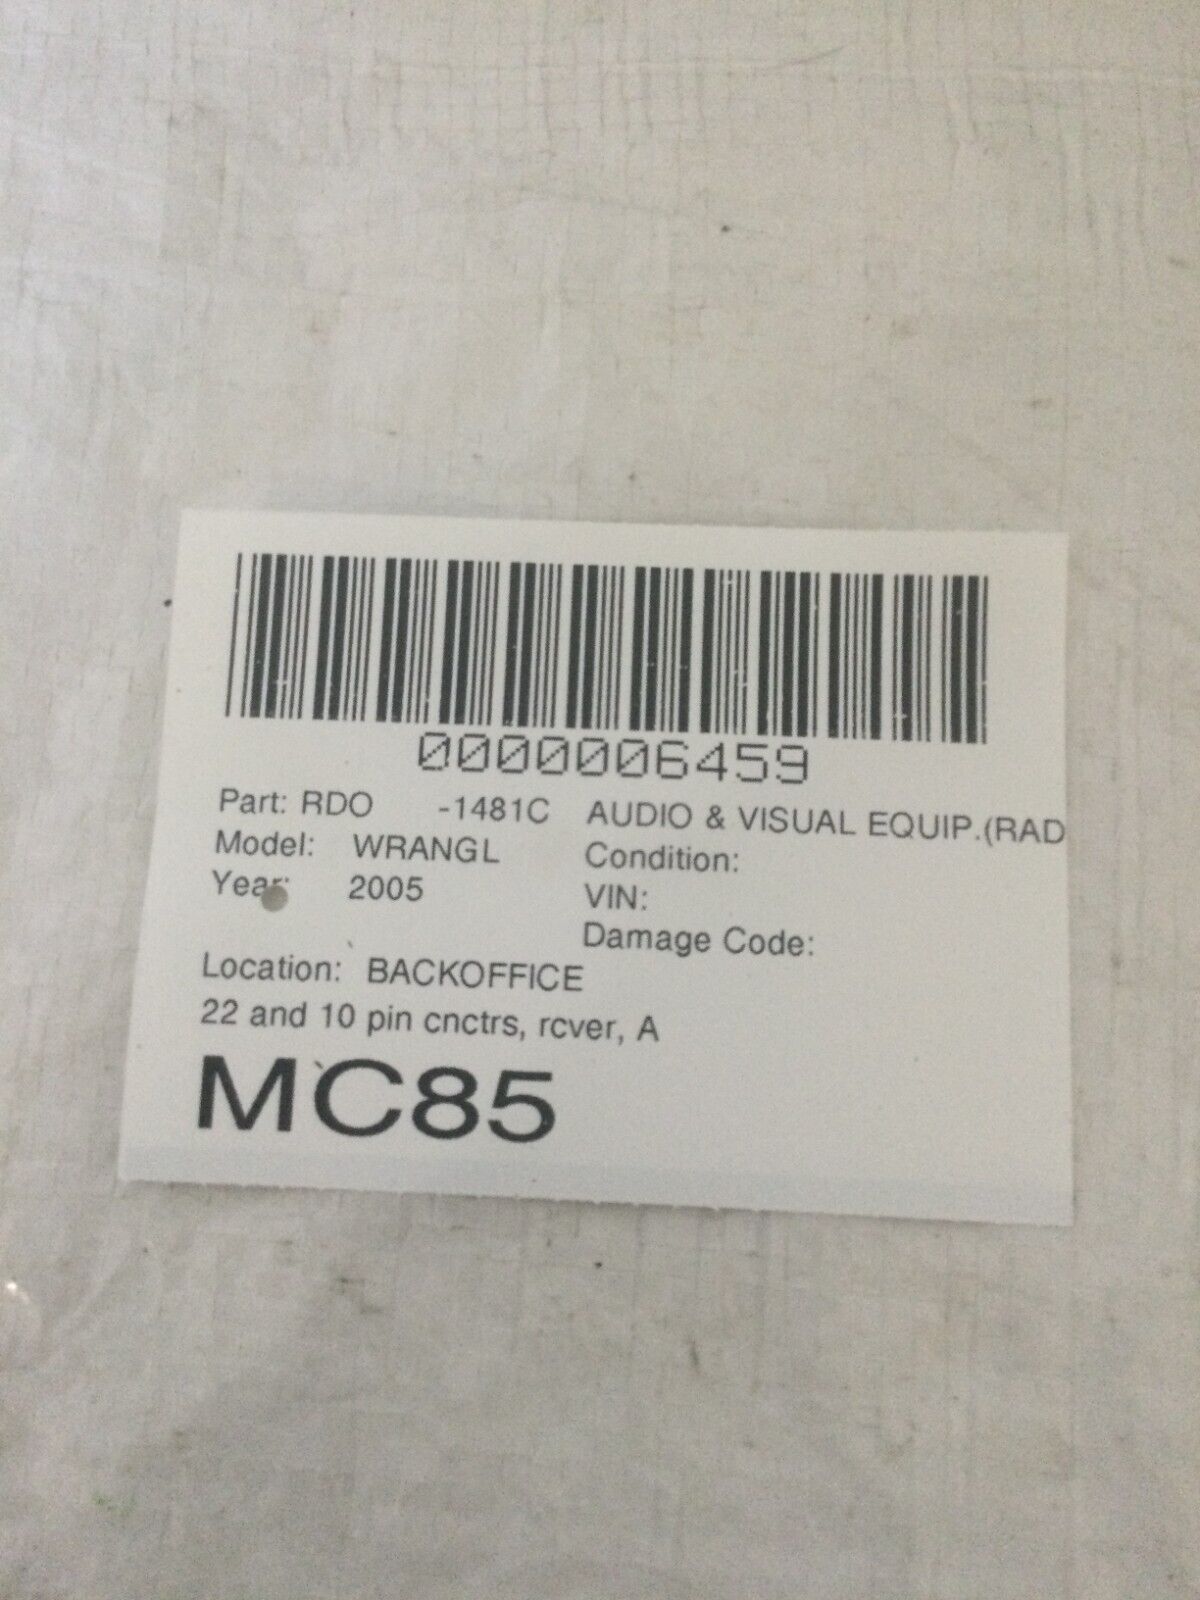 0000006459
Part: RDO -1481C AUDIO & VISUAL EQUIP.(RAD
Model: WRANGL Condition:
Year: 2005 VIN:
Damage Code:
Location: BACKOFFICE
22 and 10 pin cnctrs, rcver, A
MC85